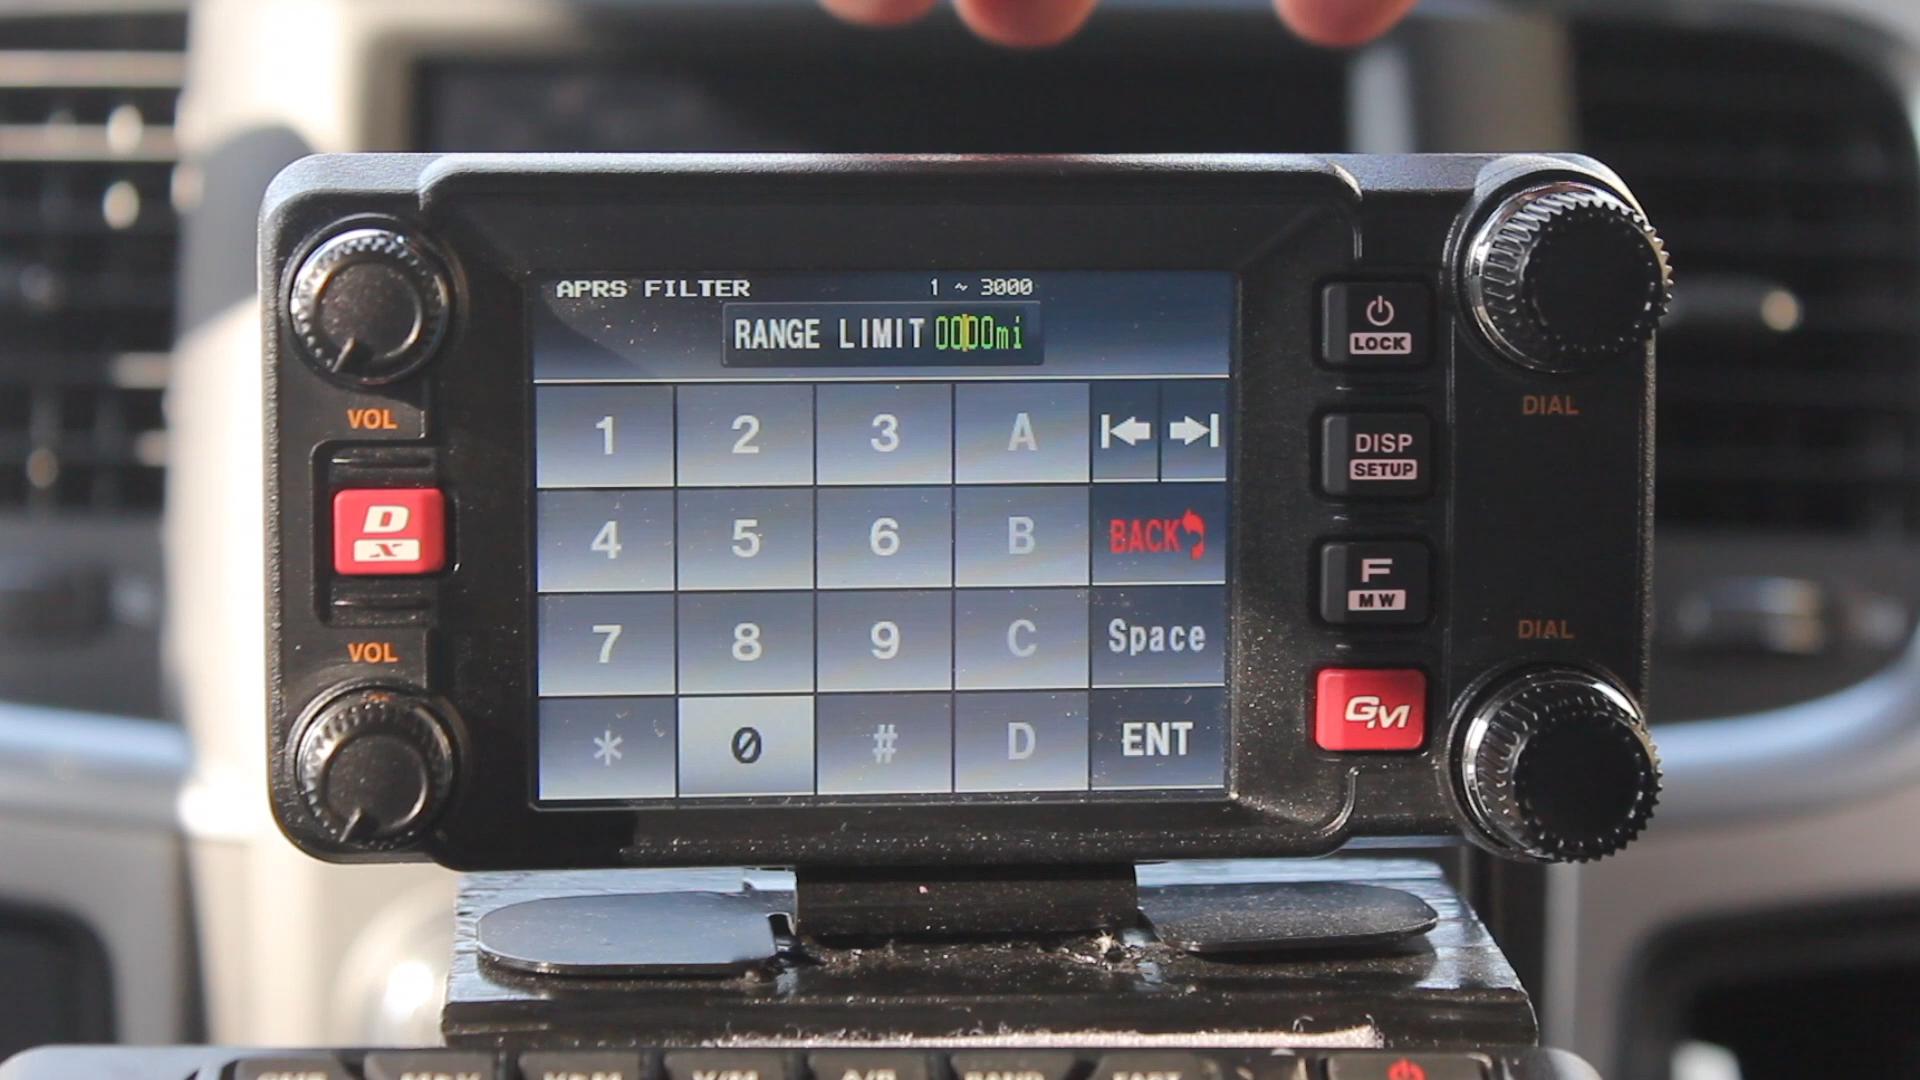 APRS FILTER 1 ~ 3000
RANGE LIMIT 0000mi
1 2 3 A
4 5 6 B BACK
7 8 9 C Space
* 0 # D ENT
VOL
D
X
VOL
LOCK
DISP
SETUP
F
MW
GM
DIAL
DIAL